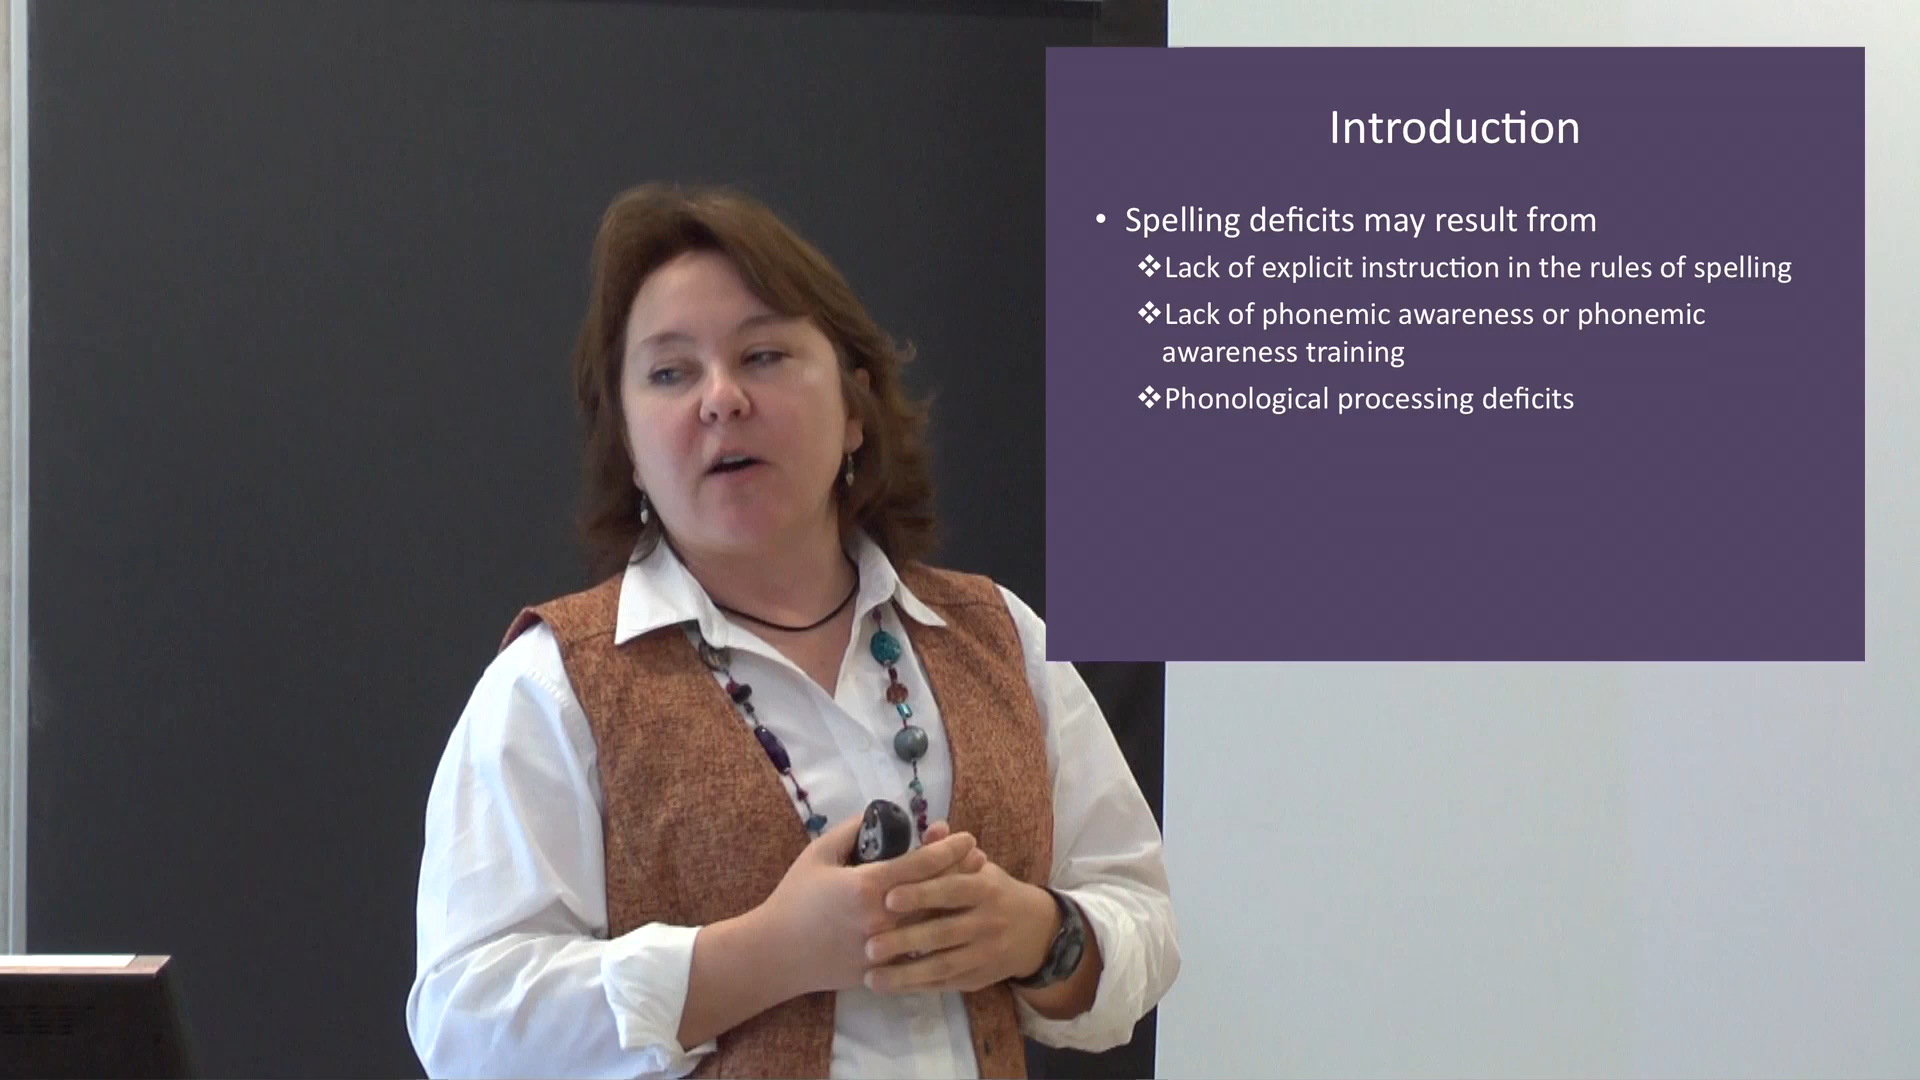 Introduction
• Spelling deficits may result from
❖Lack of explicit instruction in the rules of spelling
❖Lack of phonemic awareness or phonemic
awareness training
❖Phonological processing deficits